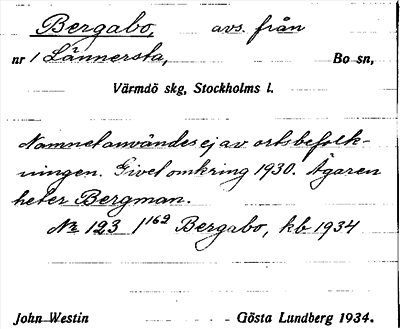 Bergabo, avs. från
nr 1 Lännersta, Bo sn,
Värmdö skg, Stockholms l.
Namnet användes ej av ortsbefolk-
ningen. Givet omkring 1930. Ägaren
heter Bergman.
No 123 1¹⁶² Bergabo, kb 1934
John Westin Gösta Lundberg 1934.